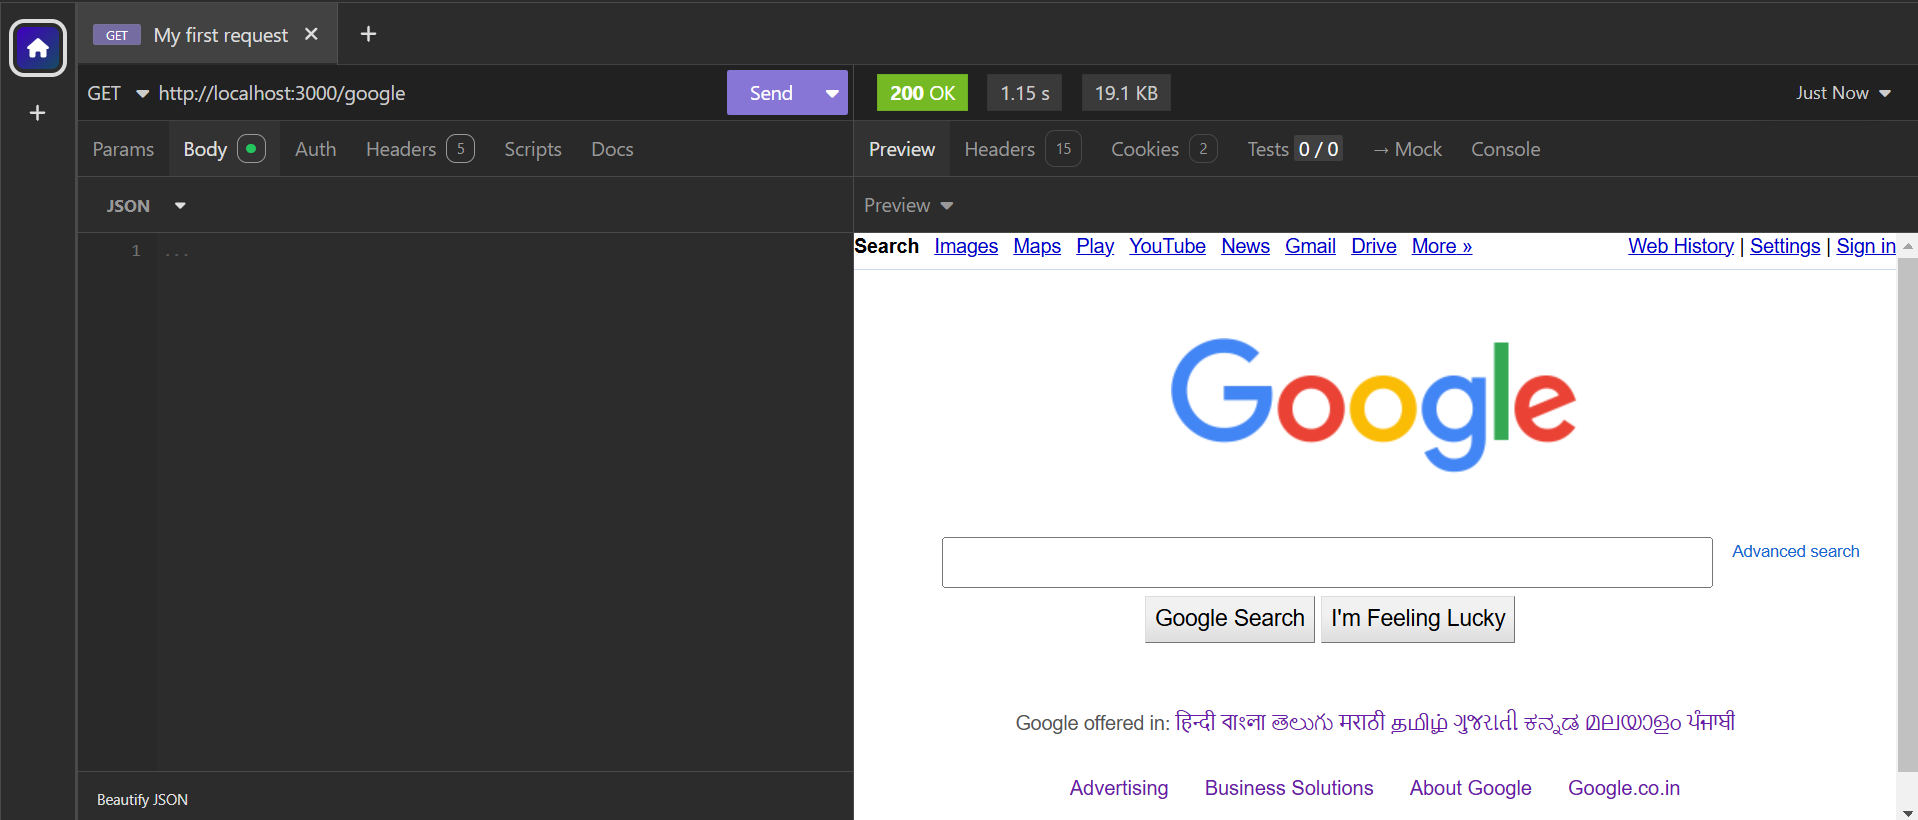 GET My first request
GET http://localhost:3000/google Send
200 OK 1.15 s 19.1 KB Just Now
Params Body Auth Headers 5 Scripts Docs
Preview Headers 15 Cookies 2 Tests 0 / 0 → Mock Console
JSON
Preview
1 ...
Search Images Maps Play YouTube News Gmail Drive More » Web History | Settings | Sign in
Google
Advanced search
Google Search I'm Feeling Lucky
Google offered in: हिन्दी বাংলা తెలుగు मराठी தமிழ் ગુજરાતી ಕನ್ನಡ മലയാളം ਪੰਜਾਬੀ
Advertising Business Solutions About Google Google.co.in
Beautify JSON